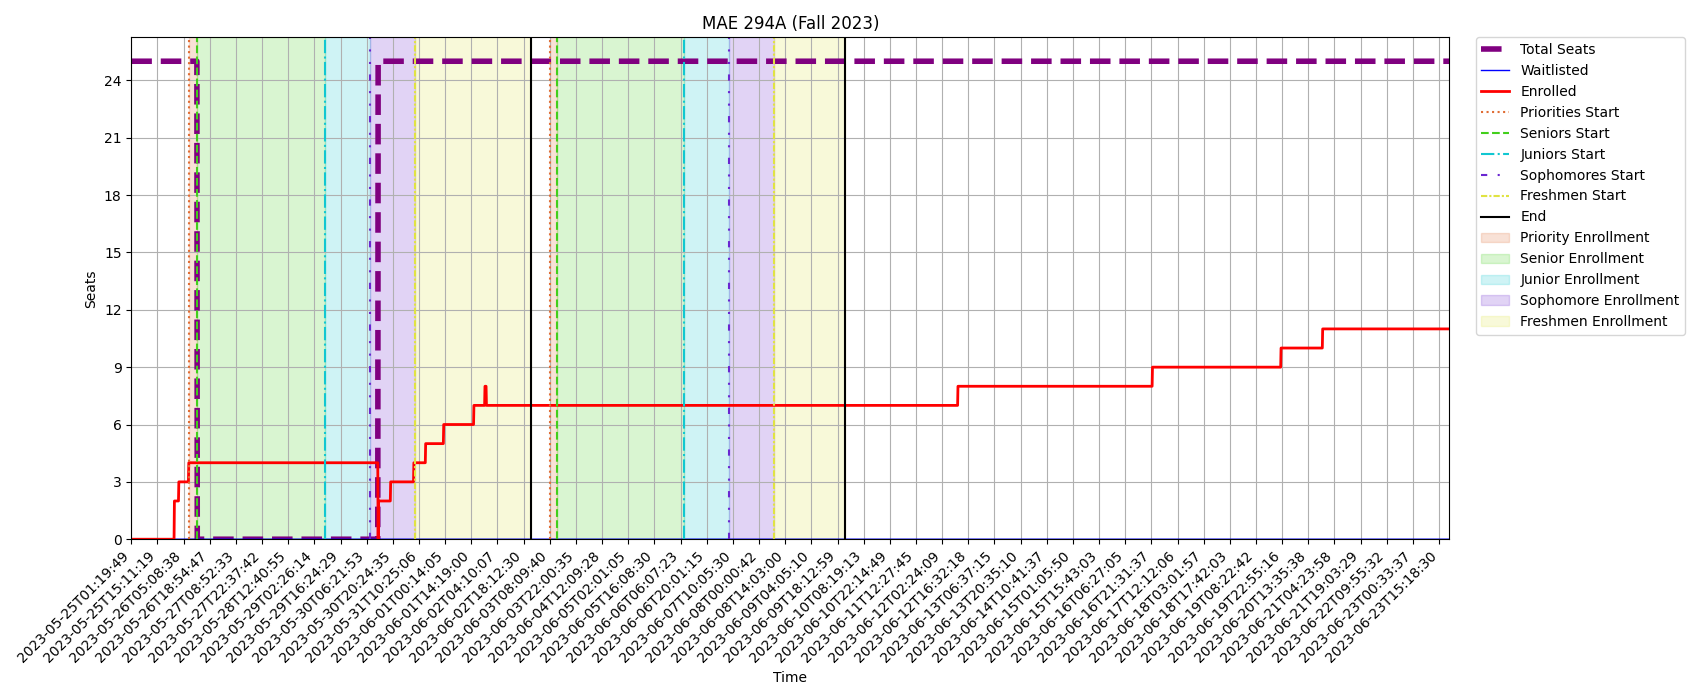 MAE 294A (Fall 2023)
Seats
24
21
18
15
12
9
6
3
0
2023-05-25T01:19:49
2023-05-25T15:11:19
2023-05-26T05:08:38
2023-05-26T18:54:47
2023-05-27T08:52:33
2023-05-27T22:37:42
2023-05-28T12:40:55
2023-05-29T02:26:14
2023-05-29T16:24:29
2023-05-30T06:21:53
2023-05-30T20:24:35
2023-05-31T10:25:06
2023-06-01T00:14:05
2023-06-01T14:19:00
2023-06-02T04:10:07
2023-06-02T18:12:30
2023-06-03T08:09:40
2023-06-03T22:00:35
2023-06-04T12:09:28
2023-06-05T02:01:05
2023-06-05T16:08:30
2023-06-06T06:07:23
2023-06-06T20:01:15
2023-06-07T10:05:30
2023-06-08T00:00:42
2023-06-08T14:03:00
2023-06-09T04:05:10
2023-06-09T18:12:59
2023-06-10T08:19:13
2023-06-10T22:14:49
2023-06-11T12:27:45
2023-06-12T02:24:09
2023-06-12T16:32:18
2023-06-13T06:37:15
2023-06-13T20:35:10
2023-06-14T10:41:37
2023-06-15T01:05:50
2023-06-15T15:43:03
2023-06-16T06:27:05
2023-06-16T21:31:37
2023-06-17T12:12:06
2023-06-18T03:01:57
2023-06-18T17:42:03
2023-06-19T08:22:42
2023-06-19T22:55:16
2023-06-20T13:35:38
2023-06-21T04:23:58
2023-06-21T19:03:29
2023-06-22T09:55:32
2023-06-23T00:33:37
2023-06-23T15:18:30
Time
Total Seats
Waitlisted
Enrolled
Priorities Start
Seniors Start
Juniors Start
Sophomores Start
Freshmen Start
End
Priority Enrollment
Senior Enrollment
Junior Enrollment
Sophomore Enrollment
Freshmen Enrollment